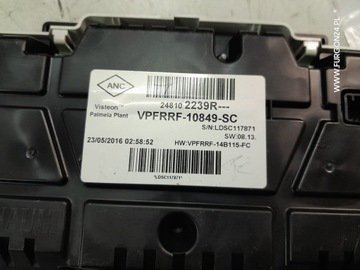 ANC
24810 2239R---
Visteon
Palmela Plant
VPFRRF-10849-SC
S/N:LDSC117871
SW:08.13.
23/05/2016 02:58:52
HW:VPFRRF-14B115-FC
*LDSC117871*
WWW.FURGON24.PL